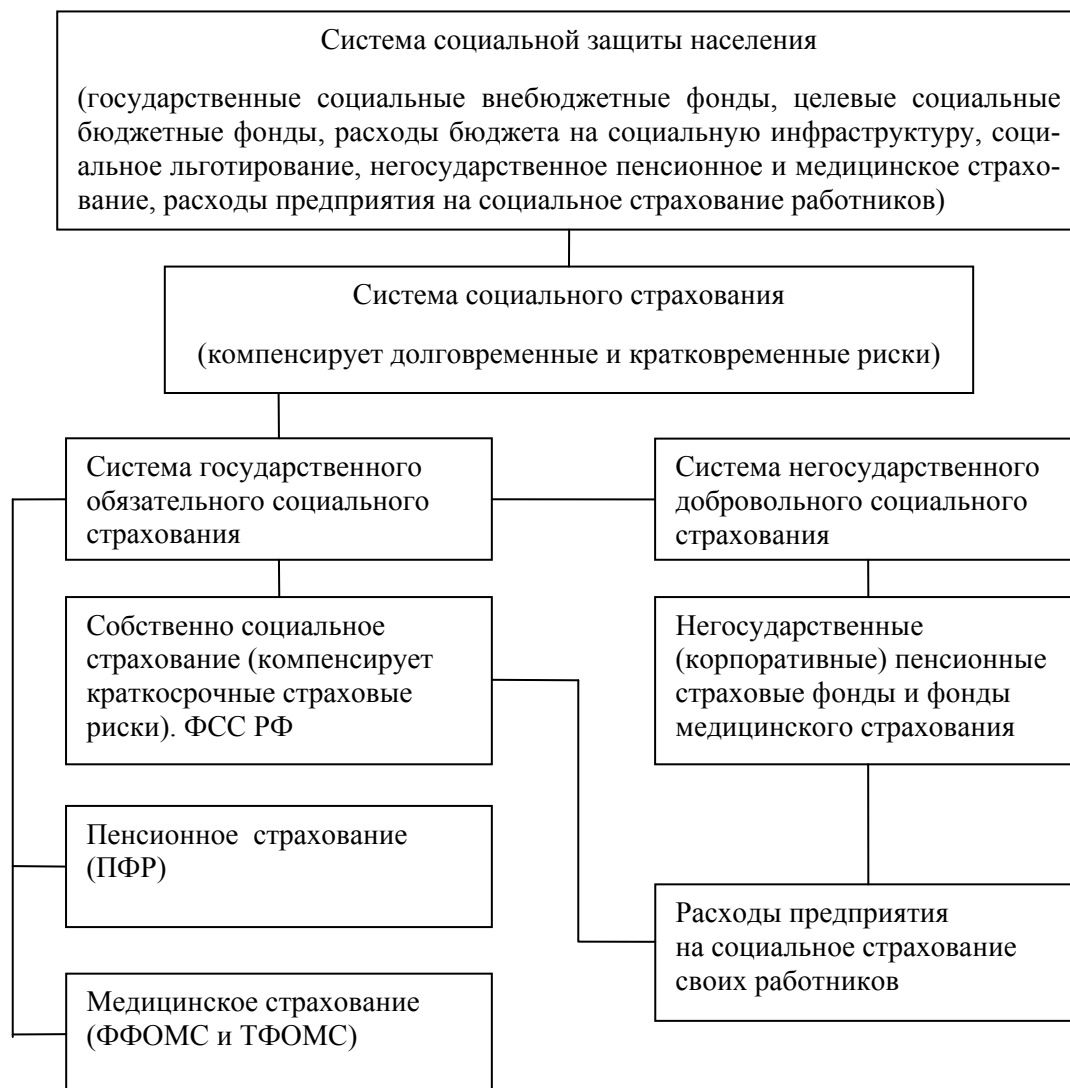 Система социальной защиты населения
(государственные социальные внебюджетные фонды, целевые социальные
бюджетные фонды, расходы бюджета на социальную инфраструктуру, соци-
альное льготирование, негосударственное пенсионное и медицинское страхо-
вание, расходы предприятия на социальное страхование работников)
Система социального страхования
(компенсирует долговременные и кратковременные риски)
Система государственного
обязательного социального
страхования
Система негосударственного
добровольного социального
страхования
Собственно социальное
страхование (компенсирует
краткосрочные страховые
риски). ФСС РФ
Негосударственные
(корпоративные) пенсионные
страховые фонды и фонды
медицинского страхования
Пенсионное страхование
(ПФР)
Расходы предприятия
на социальное страхование
своих работников
Медицинское страхование
(ФФОМС и ТФОМС)